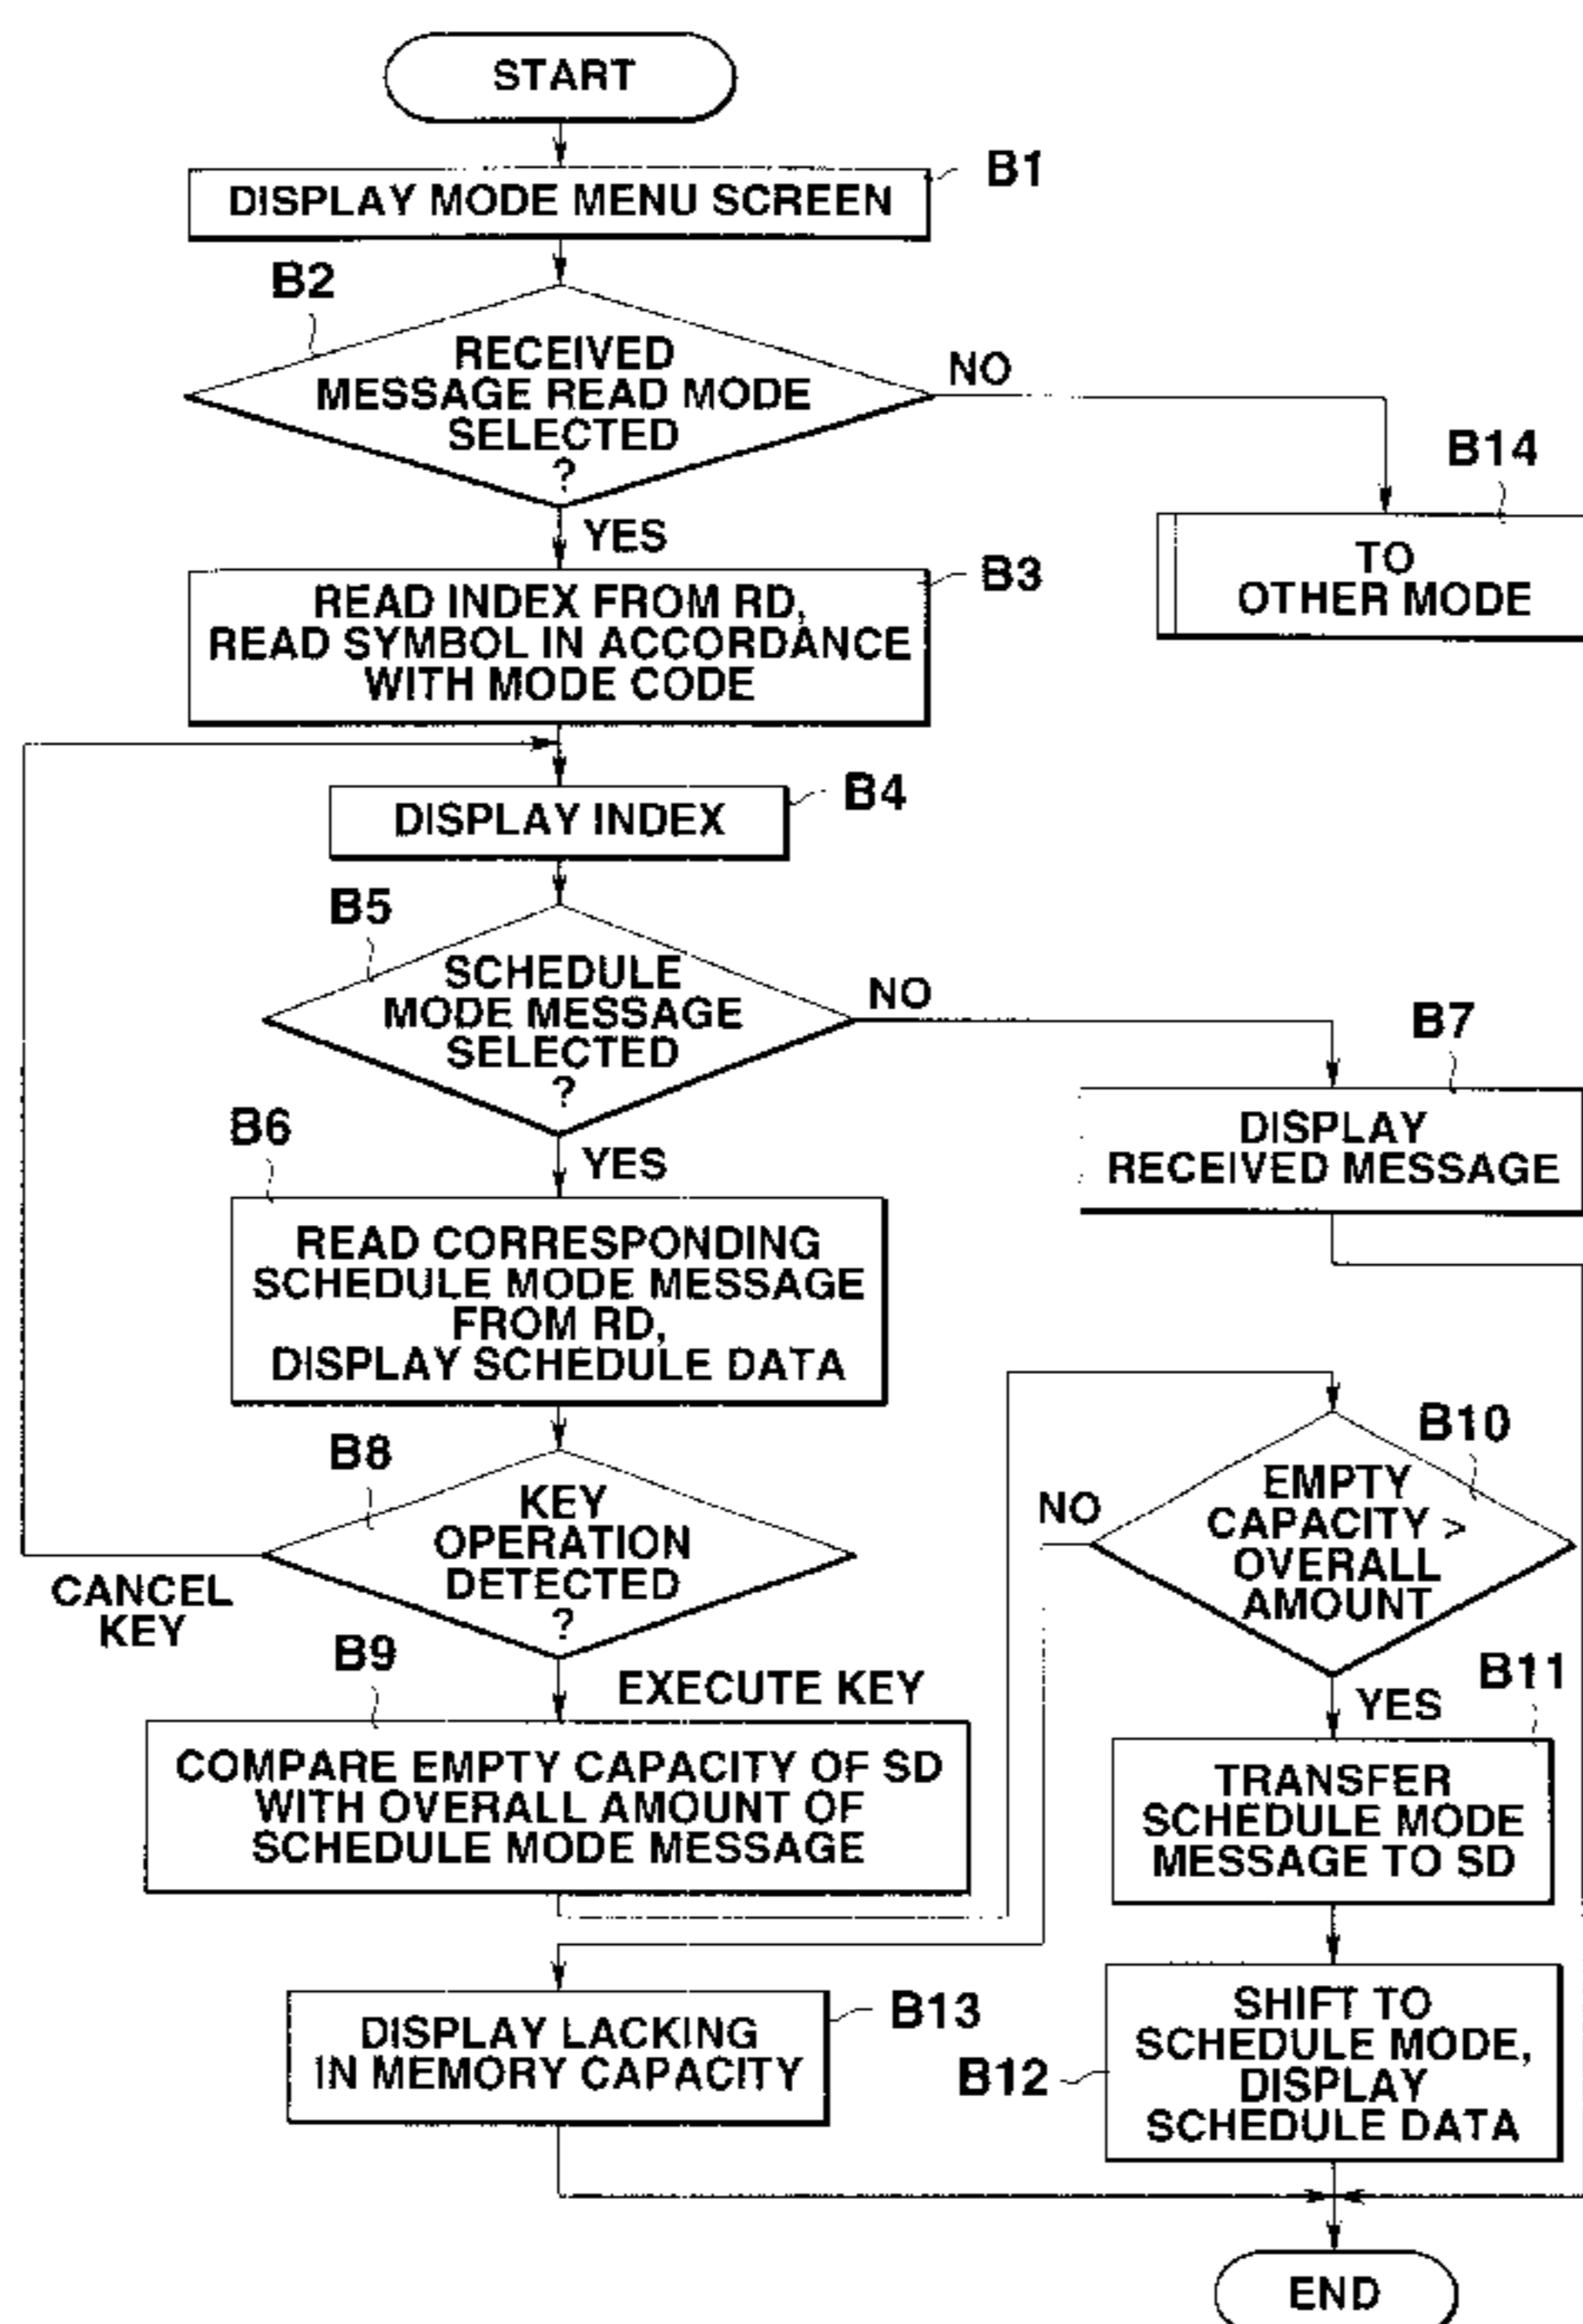 START
DISPLAY MODE MENU SCREEN
B1
B2
RECEIVED
MESSAGE READ MODE
SELECTED
?
NO
B14
TO
OTHER MODE
YES
READ INDEX FROM RD,
READ SYMBOL IN ACCORDANCE
WITH MODE CODE
B3
DISPLAY INDEX
B4
B5
SCHEDULE
MODE MESSAGE
SELECTED
?
NO
B7
DISPLAY
RECEIVED MESSAGE
YES
B6
READ CORRESPONDING
SCHEDULE MODE MESSAGE
FROM RD,
DISPLAY SCHEDULE DATA
B8
KEY
OPERATION
DETECTED
?
CANCEL
KEY
EXECUTE KEY
B9
COMPARE EMPTY CAPACITY OF SD
WITH OVERALL AMOUNT OF
SCHEDULE MODE MESSAGE
B10
EMPTY
CAPACITY >
OVERALL
AMOUNT
NO
YES
B11
TRANSFER
SCHEDULE MODE
MESSAGE TO SD
B12
SHIFT TO
SCHEDULE MODE,
DISPLAY
SCHEDULE DATA
DISPLAY LACKING
IN MEMORY CAPACITY
B13
END